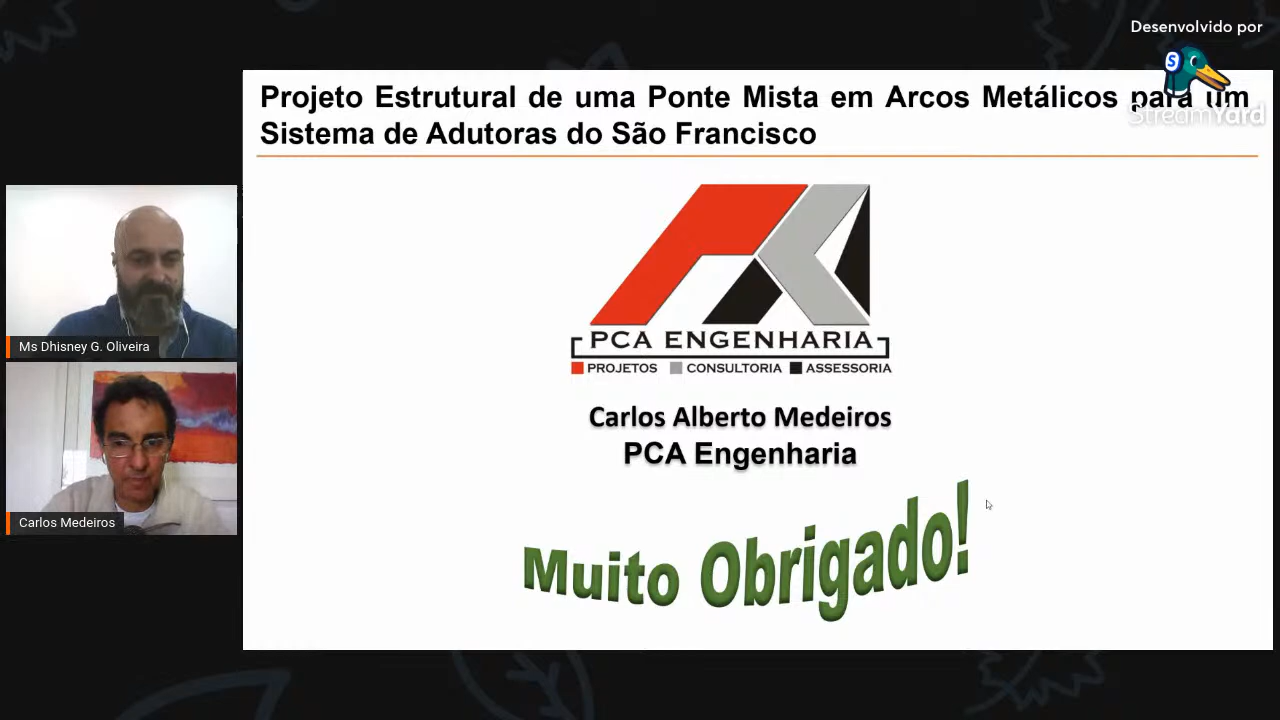 Desenvolvido por
StreamYard
Projeto Estrutural de uma Ponte Mista em Arcos Metálicos para um
Sistema de Adutoras do São Francisco
PCA ENGENHARIA
PROJETOS CONSULTORIA ASSESSORIA
Carlos Alberto Medeiros
PCA Engenharia
Muito Obrigado!
Ms Dhisney G. Oliveira
Carlos Medeiros